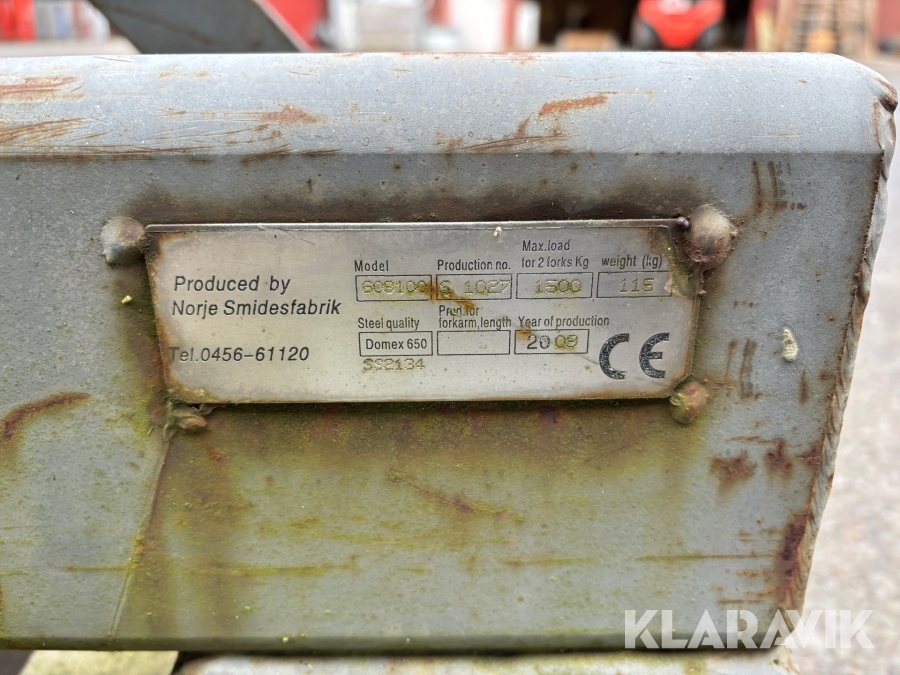 Produced by
Norje Smidesfabrik
Tel.0456-61120
Model
Production no.
S 1027
Max.load
for 2 forks Kg
1500
weight (kg)
115
Steel quality
Domex 650
SS2134
Prod.for
forkarm,length
Year of production
2008
CE
KLARAVIK